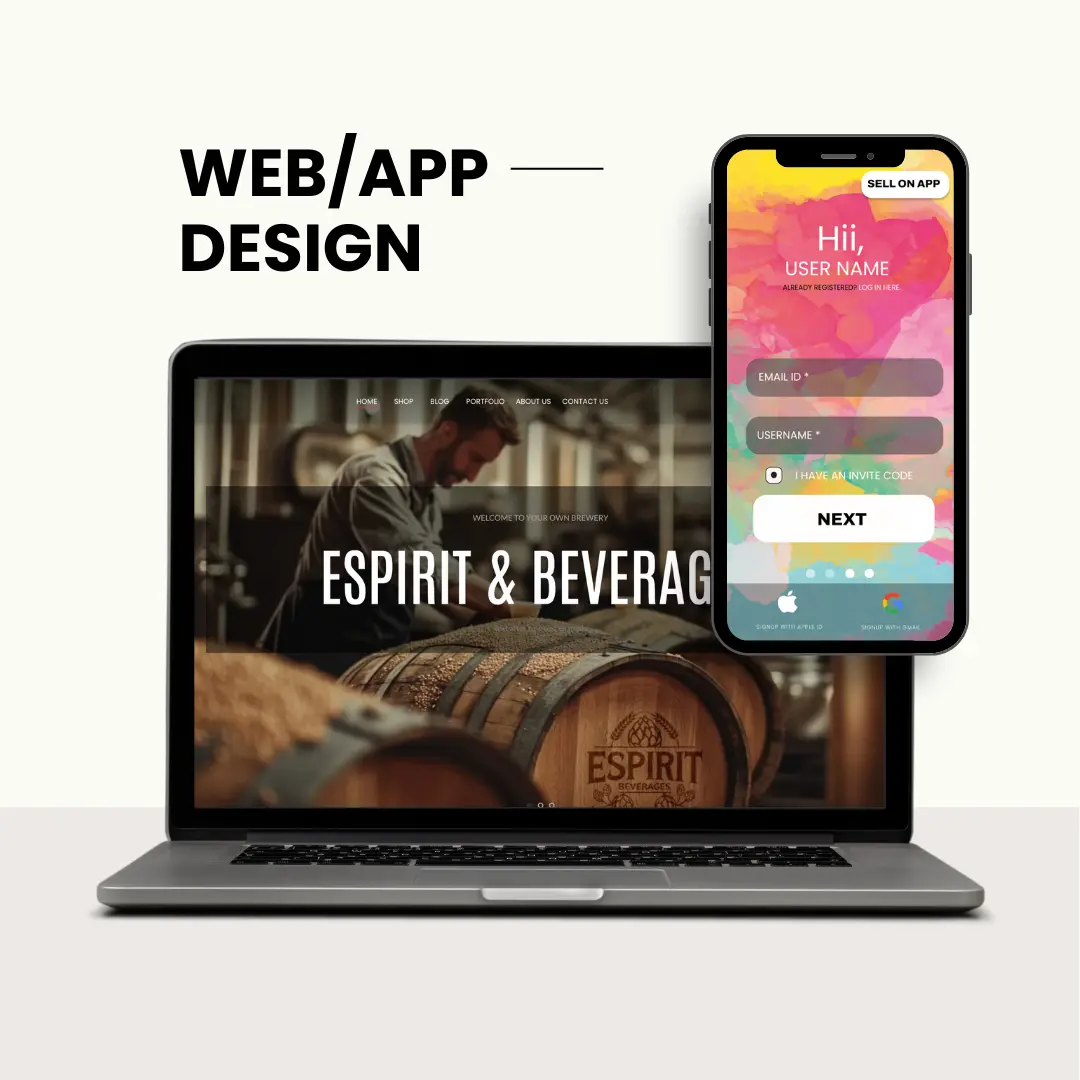 WEB/APP
DESIGN
HOME SHOP BLOG PORTFOLIO ABOUT US CONTACT US
WELCOME TO YOUR OWN BREWERY
ESPIRIT & BEVERAG
ESPIRIT
BEVERAGES
SELL ON APP
Hii,
USER NAME
ALREADY REGISTERED? LOG IN HERE.
EMAIL ID *
USERNAME *
I HAVE AN INVITE CODE
NEXT
SIGNUP WITH APPLE ID
SIGNUP WITH GMAIL